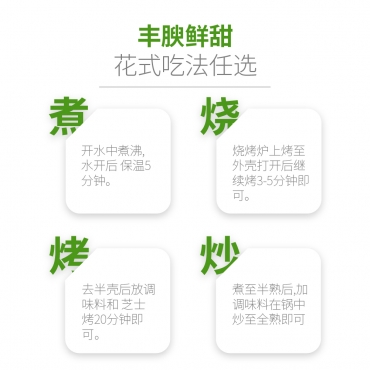 丰腴鲜甜
花式吃法任选
煮
开水中煮沸,
水开后 保温5
分钟。
烧
烧烤炉上烤至
外壳打开后继
续烤3-5分钟即
可。
烤
去半壳后放调
味料和 芝士
烤20分钟即
可。
炒
煮至半熟后,加
调味料在锅中
炒至全熟即可